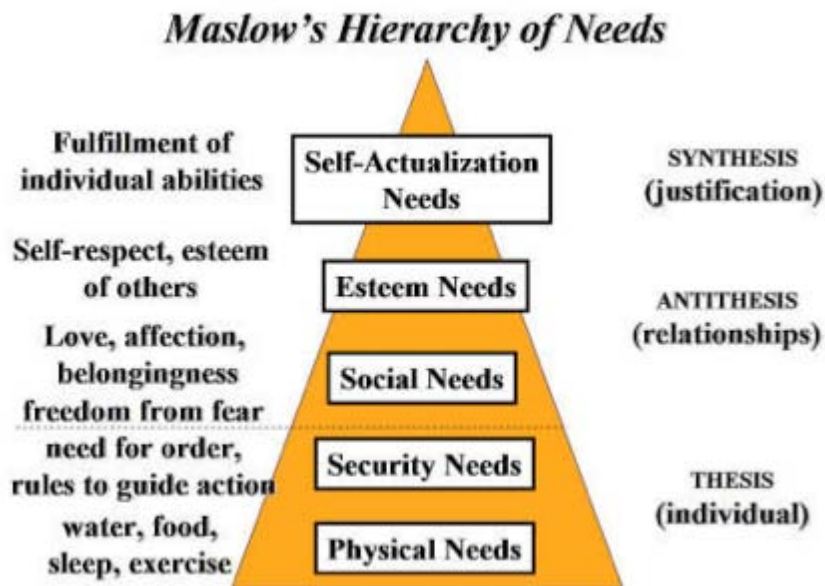 Maslow's Hierarchy of Needs
Fulfillment of
individual abilities
Self-Actualization
Needs
SYNTHESIS
(justification)
Self-respect, esteem
of others
Esteem Needs
ANTITHESIS
(relationships)
Love, affection,
belongingness
Social Needs
freedom from fear
need for order,
rules to guide action
Security Needs
THESIS
(individual)
water, food,
sleep, exercise
Physical Needs